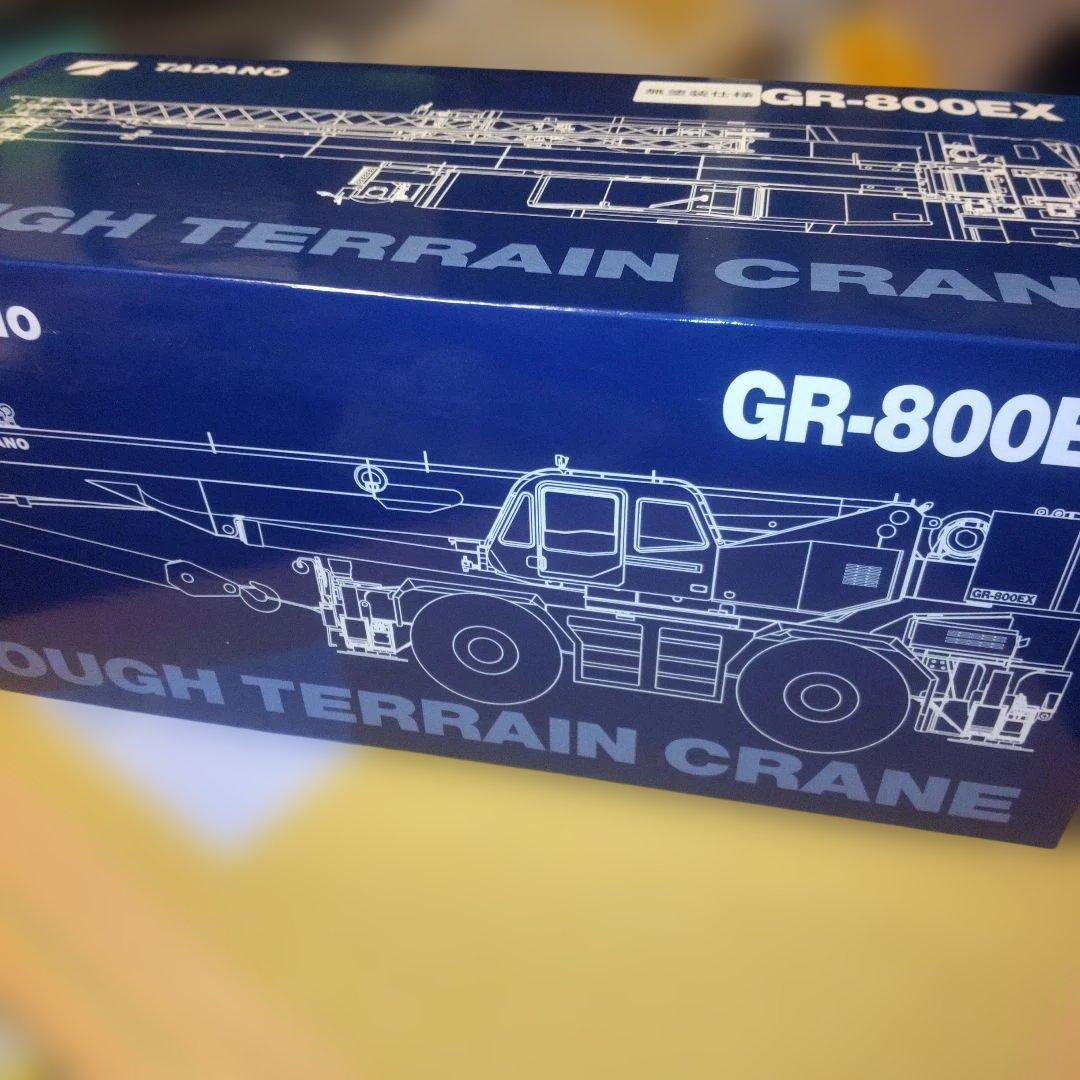 TADANO
無塗装仕様
GR-800EX
UGH TERRAIN CRAN
NO
GR-800E
ANO
GR-800EX
OUGH TERRAIN CRANE